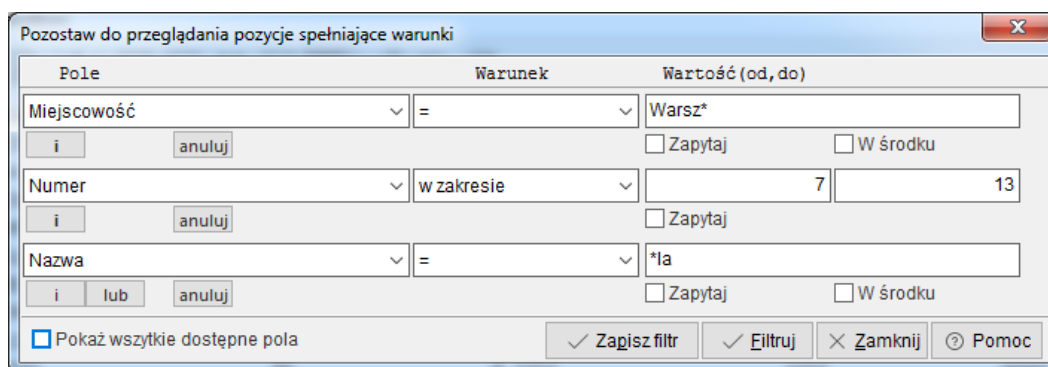 Pozostaw do przeglądania pozycje spełniające warunki
Pole Warunek Wartość(od,do)
Miejscowość = Warsz*
i anuluj Zapytaj W środku
Numer w zakresie 7 13
i anuluj Zapytaj
Nazwa = *la
i lub anuluj Zapytaj W środku
Pokaż wszytkie dostępne pola Zapisz filtr Filtruj Zamknij Pomoc